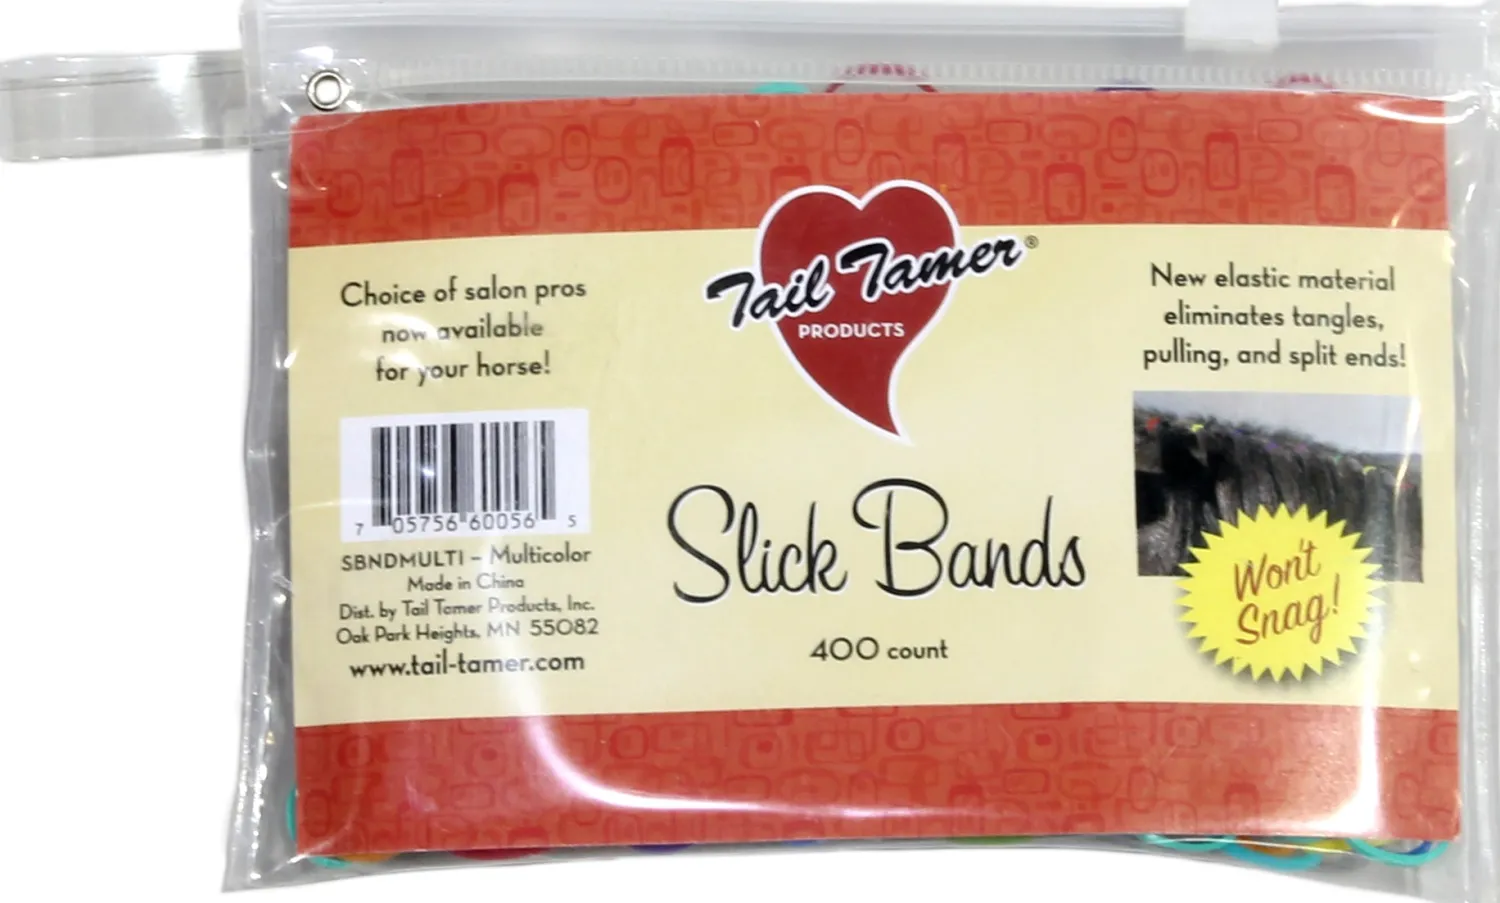 Choice of salon pros
now available
for your horse!
7 05756 60056 5
SBNDMULTI – Multicolor
Made in China
Dist. by Tail Tamer Products, Inc.
Oak Park Heights, MN 55082
www.tail-tamer.com
Tail Tamer®
PRODUCTS
Slick Bands
400 count
New elastic material
eliminates tangles,
pulling, and split ends!
Won't
Snag!